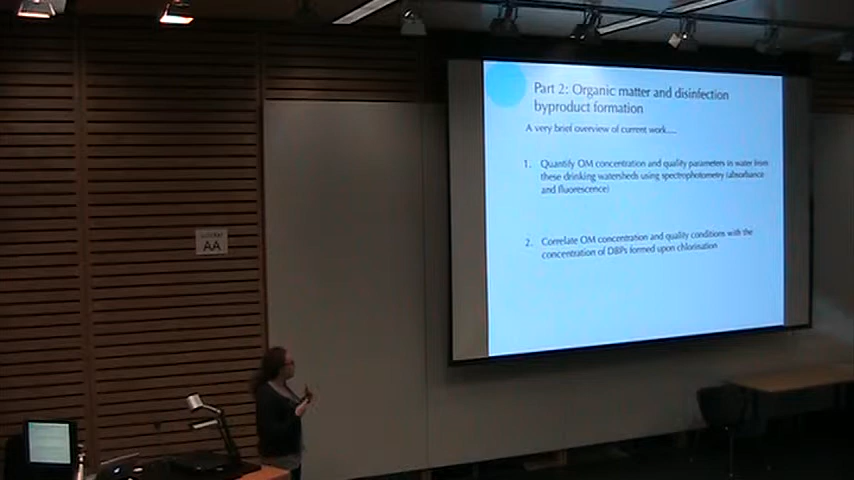 Part 2: Organic matter and disinfection
byproduct formation
A very brief overview of current work....
1. Quantify OM concentration and quality parameters in water from
these drinking watersheds using spectrophotometry (absorbance
and fluorescence)
2. Correlate OM concentration and quality conditions with the
concentration of DBPs formed upon chlorination
AA